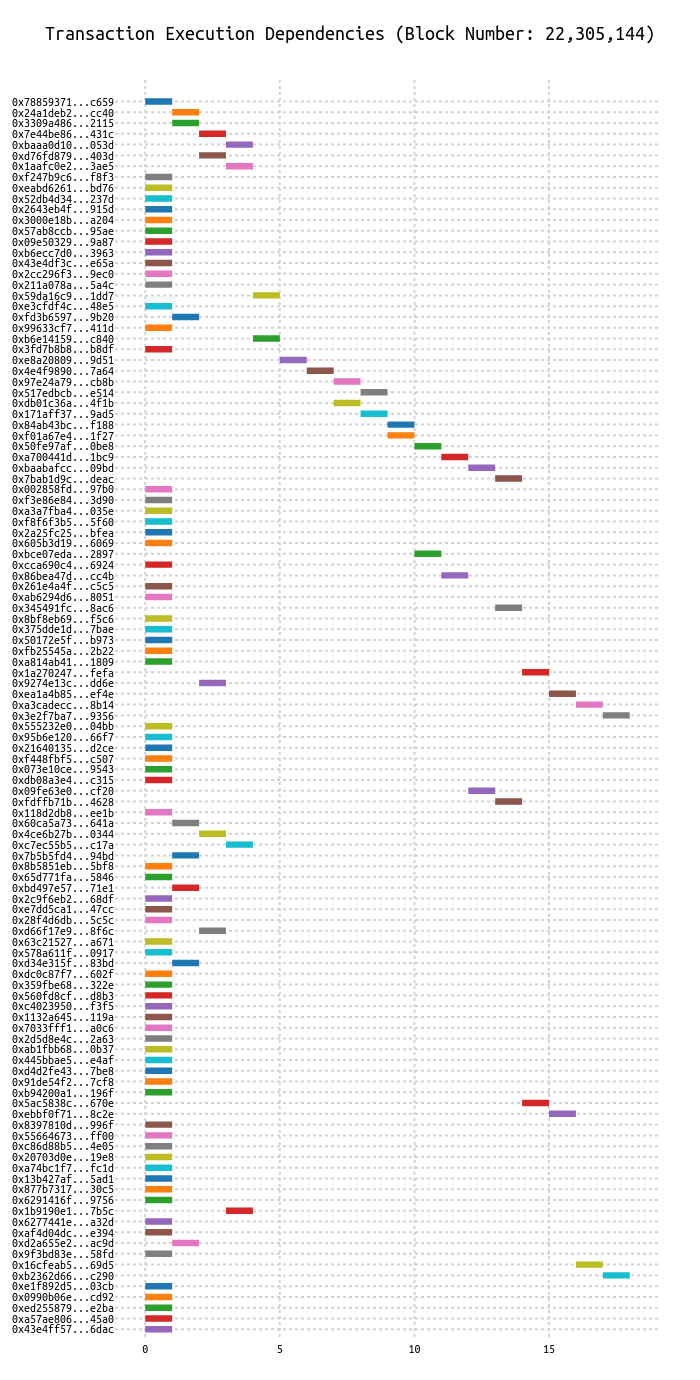 Transaction Execution Dependencies (Block Number: 22,305,144)
0x78859371...c659
0x24a1deb2...cc40
0x3309a486...2115
0x7e44be86...431c
0xbaaa0d10...053d
0xd76fd879...403d
0x1aafc0e2...3ae5
0xf247b9c6...f8f3
0xeabd6261...bd76
0x52db4d34...237d
0x2643eb4f...915d
0x3000e18b...a204
0x57ab8ccb...95ae
0x09e50329...9a87
0xb6ecc7d0...3963
0x43e4df3c...e65a
0x2cc296f3...9ec0
0x211a078a...5a4c
0x59da16c9...1dd7
0xe3cfdf4c...48e5
0xfd3b6597...9b20
0x99633cf7...411d
0xb6e14159...c840
0x3fd7b8b8...b8df
0xe8a20809...9d51
0x4e4f9890...7a64
0x97e24a79...cb8b
0x517edbcb...e514
0xdb01c36a...4f1b
0x171aff37...9ad5
0x84ab43bc...f188
0xf01a67e4...1f27
0x50fe97af...0be8
0xa700441d...1bc9
0xbaabafcc...09bd
0x7bab1d9c...deac
0x002858fd...97b0
0xf3e86e84...3d90
0xa3a7fba4...035e
0xf8f6f3b5...5f60
0x2a25fc25...bfea
0x605b3d19...6069
0xbce07eda...2897
0xcca690c4...6924
0x86bea47d...cc4b
0x261e4a4f...c5c5
0xab6294d6...8051
0x345491fc...8ac6
0x8bf8eb69...f5c6
0x375dde1d...7bae
0x50172e5f...b973
0xfb25545a...2b22
0xa814ab41...1809
0x1a270247...fefa
0x9274e13c...dd6e
0xea1a4b85...ef4e
0xa3cadecc...8b14
0x3e2f7ba7...9356
0x555232e0...04bb
0x95b6e120...66f7
0x21640135...d2ce
0xf448fbf5...c507
0x073e10ce...9543
0xdb08a3e4...c315
0x09fe63e0...cf20
0xfdffb71b...4628
0x118d2db8...ee1b
0x60ca5a73...641a
0x4ce6b27b...0344
0xc7ec55b5...c17a
0x7b5b5fd4...94bd
0x8b5851eb...5bf8
0x65d771fa...5846
0xbd497e57...71e1
0x2c9f6eb2...68df
0xe7dd5ca1...47cc
0x28f4d6db...5c5c
0xd66f17e9...8f6c
0x63c21527...a671
0x578a611f...0917
0xd34e315f...83bd
0xdc0c87f7...602f
0x359fbe68...322e
0x560fd8cf...d8b3
0xc4023950...f3f5
0x1132a645...119a
0x7033fff1...a0c6
0x2d5d8e4c...2a63
0xab1fbb68...0b37
0x445bbae5...e4af
0xd4d2fe43...7be8
0x91de54f2...7cf8
0xb94200a1...196f
0x5ac5838c...670e
0xebbf0f71...8c2e
0x8397810d...996f
0x55664673...ff00
0xc86d88b5...4e05
0x20703d0e...19e8
0xa74bc1f7...fc1d
0x13b427af...5ad1
0x877b7317...30c5
0x6291416f...9756
0x1b9190e1...7b5c
0x6277441e...a32d
0xaf4d04dc...e394
0xd2a655e2...ac9d
0x9f3bd83e...58fd
0x16cfeab5...69d5
0xb2362d66...c290
0xe1f892d5...03cb
0x0990b06e...cd92
0xed255879...e2ba
0xa57ae806...45a0
0x43e4ff57...6dac
0 5 10 15